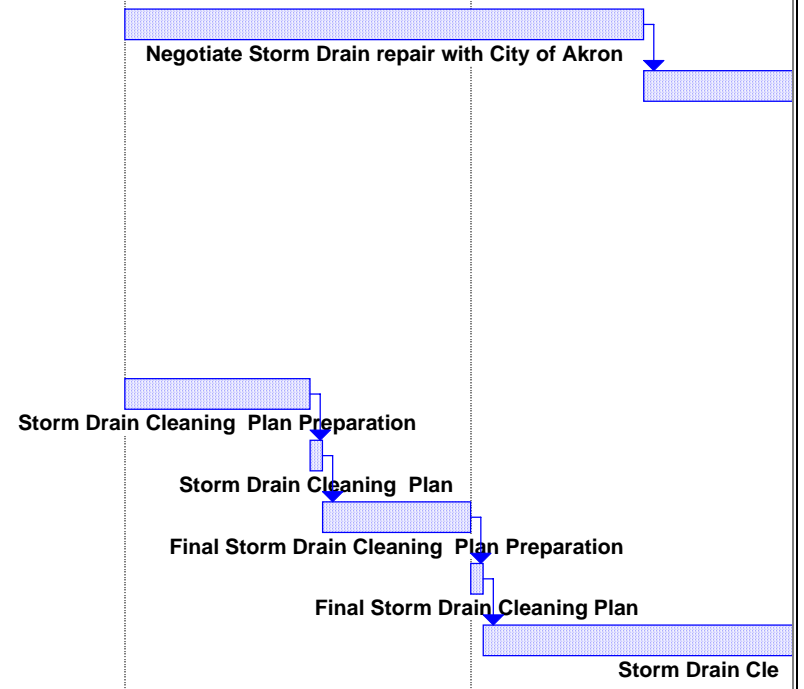 Negotiate Storm Drain repair with City of Akron
Storm Drain Cleaning Plan Preparation
Storm Drain Cleaning Plan
Final Storm Drain Cleaning Plan Preparation
Final Storm Drain Cleaning Plan
Storm Drain Cle